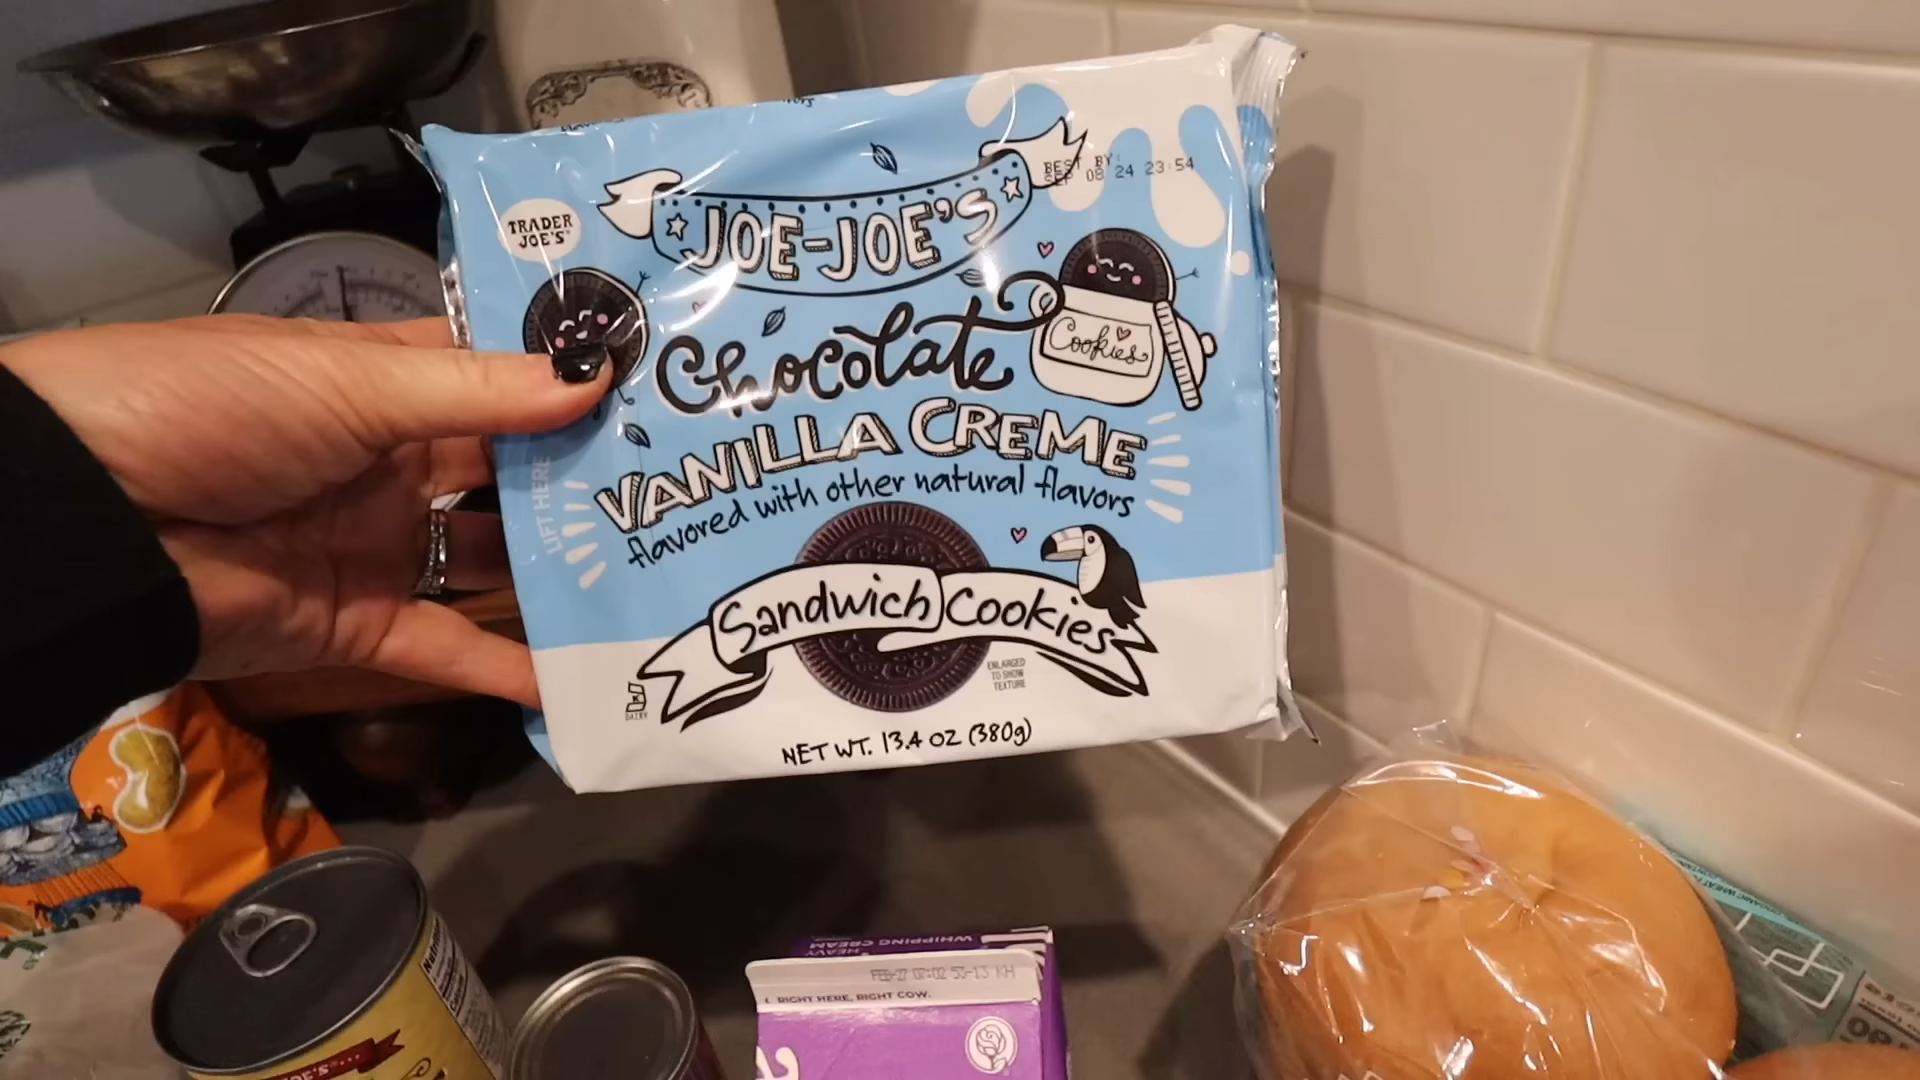 TRADER
JOE'S
JOE-JOE'S
BEST BY:
SEP 08 24 23:54
Chocolate
Cookies
VANILLA CREME
flavored with other natural flavors
LIFT HERE
Sandwich Cookies
ENLARGED
TO SHOW
TEXTURE
DAIRY
NET WT. 13.4 OZ (380g)
HEAVY
WHIPPING CREAM
RIGHT HERE, RIGHT COW.